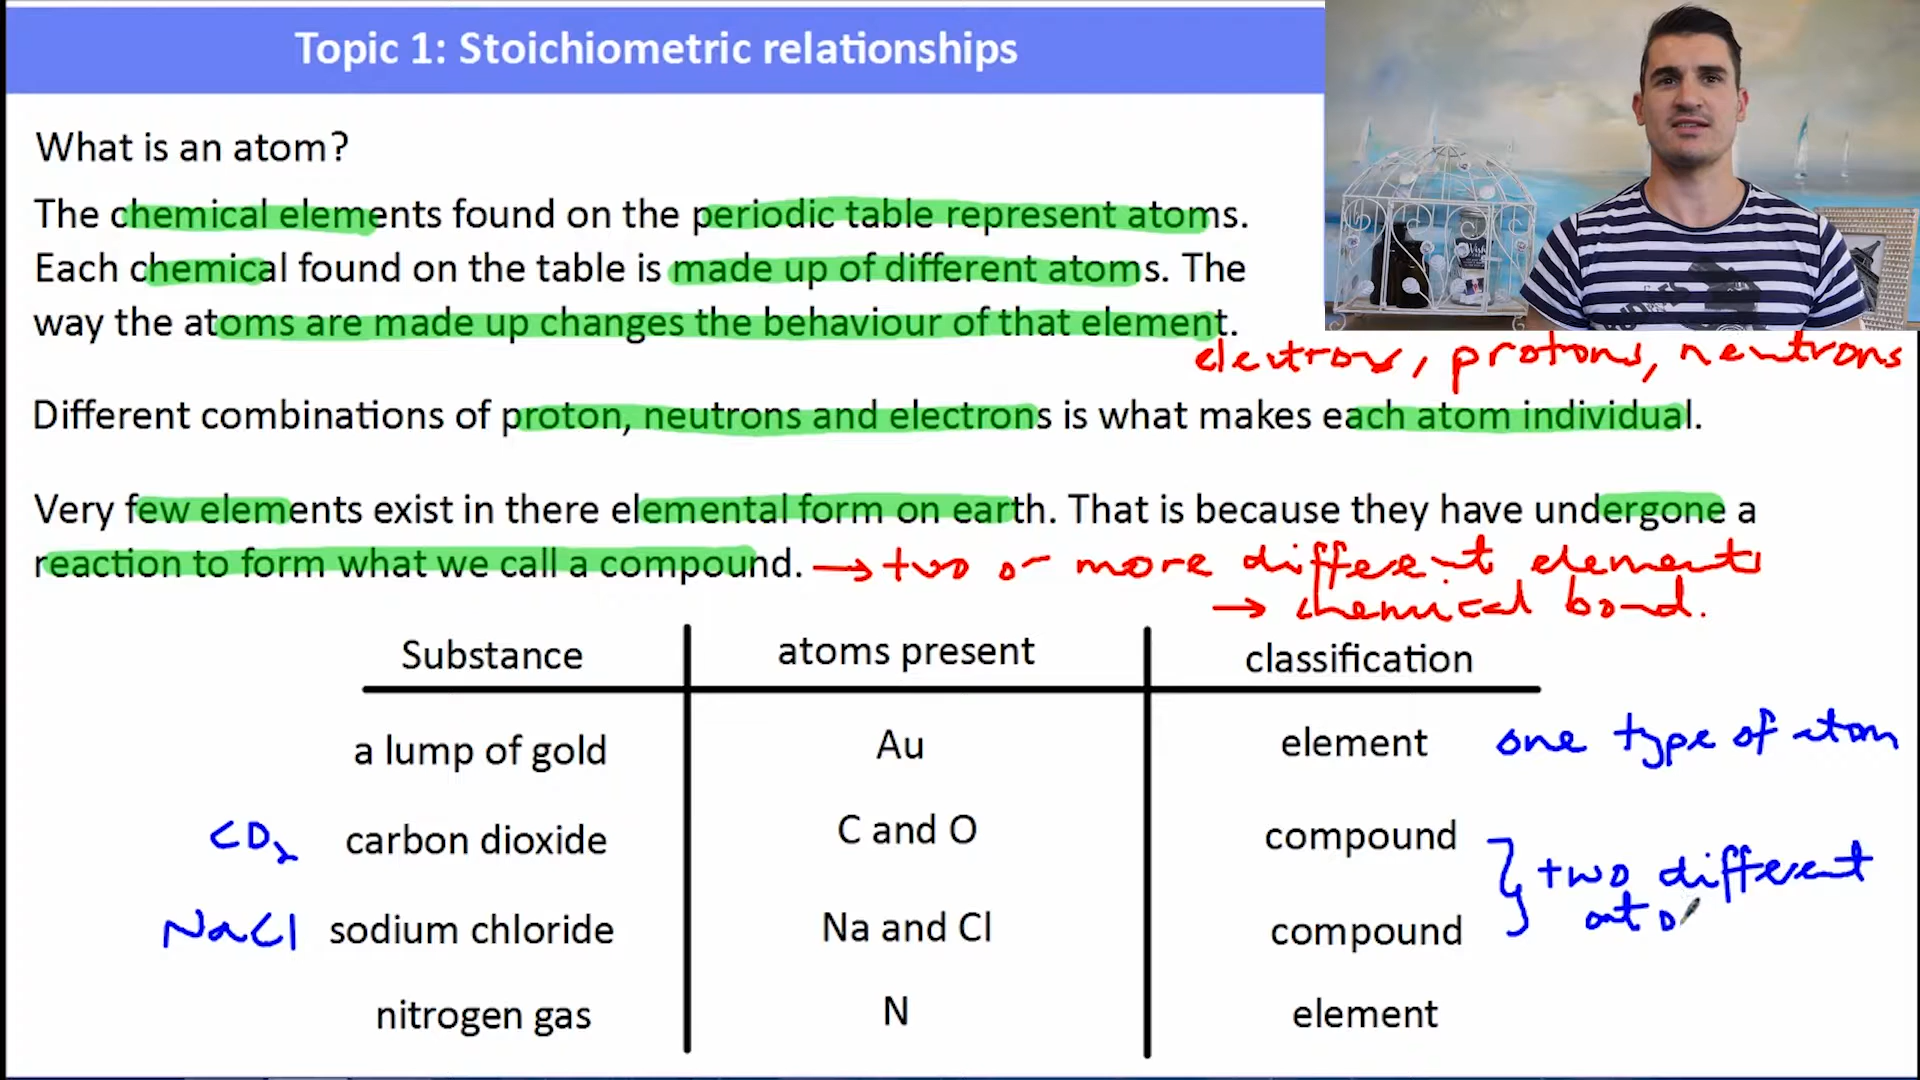 Topic 1: Stoichiometric relationships
What is an atom?
The chemical elements found on the periodic table represent atoms.
Each chemical found on the table is made up of different atoms. The
way the atoms are made up changes the behaviour of that element.
electrons, protons, neutrons
Different combinations of proton, neutrons and electrons is what makes each atom individual.
Very few elements exist in there elemental form on earth. That is because they have undergone a
reaction to form what we call a compound. → two or more different elements
→ chemical bond.
Substance atoms present classification
a lump of gold Au element one type of atom
CO2 carbon dioxide C and O compound
two different
NaCl sodium chloride Na and Cl compound
nitrogen gas N element